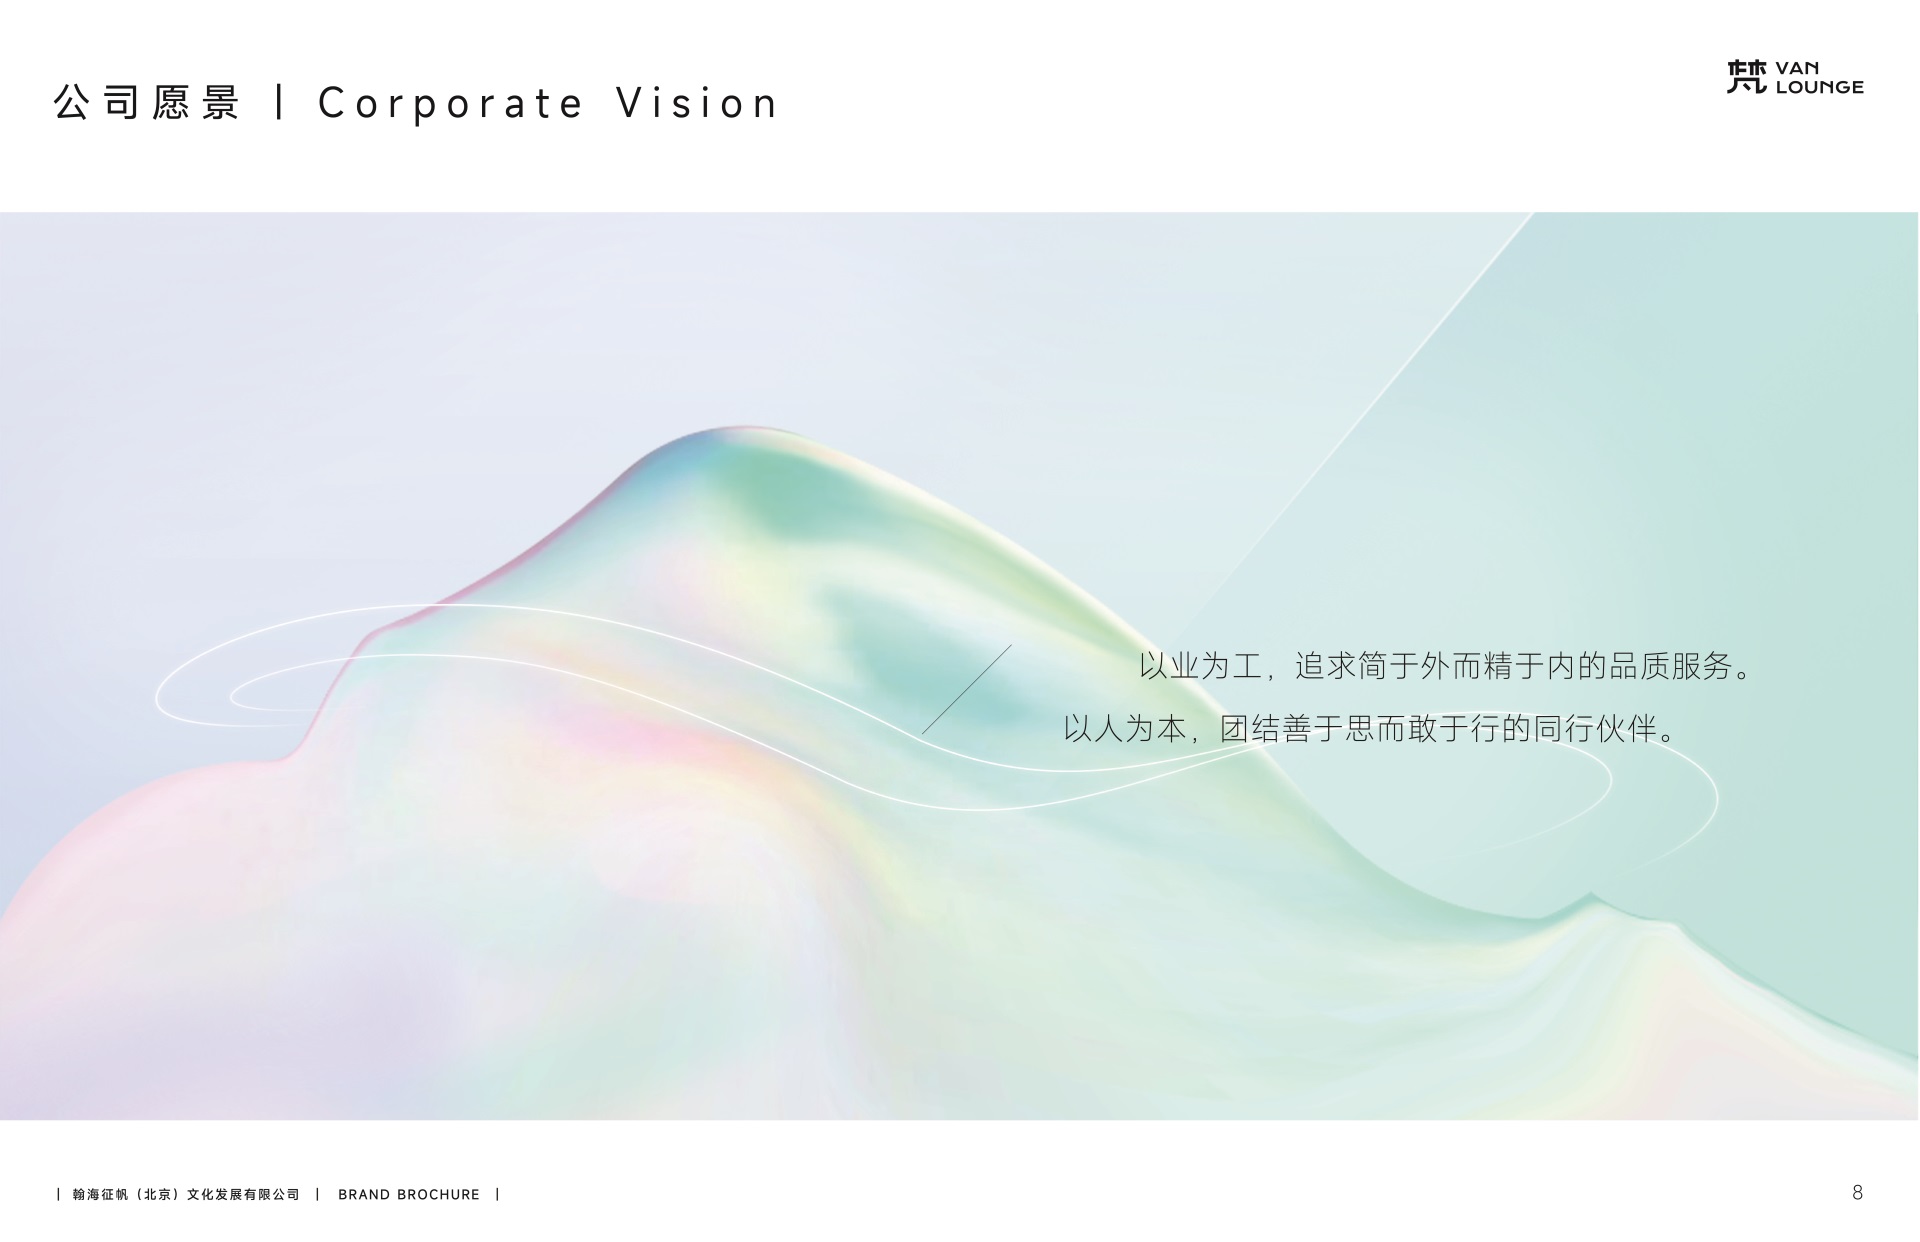 公司愿景 | Corporate Vision
梵 VAN
LOUNGE
以业为工，追求简于外而精于内的品质服务。
以人为本，团结善于思而敢于行的同行伙伴。
| 翰海征帆（北京）文化发展有限公司 | BRAND BROCHURE |
8